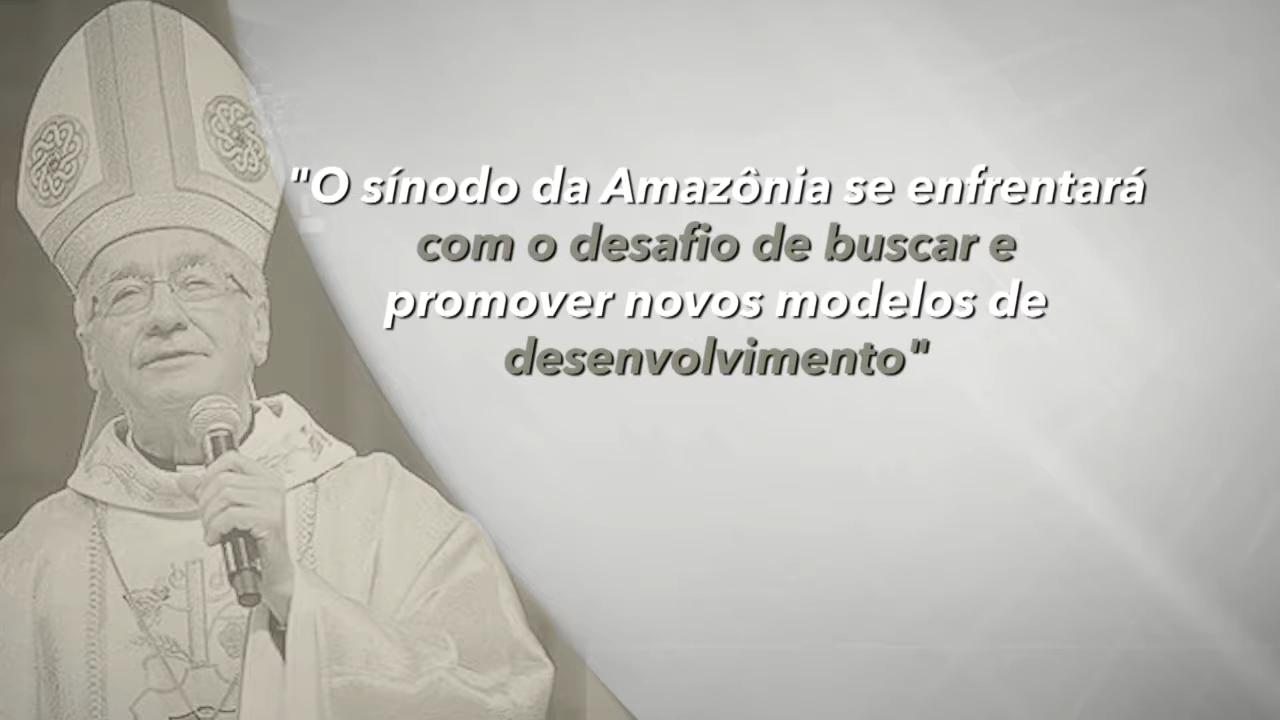 "O sínodo da Amazônia se enfrentará
com o desafio de buscar e
promover novos modelos de
desenvolvimento"